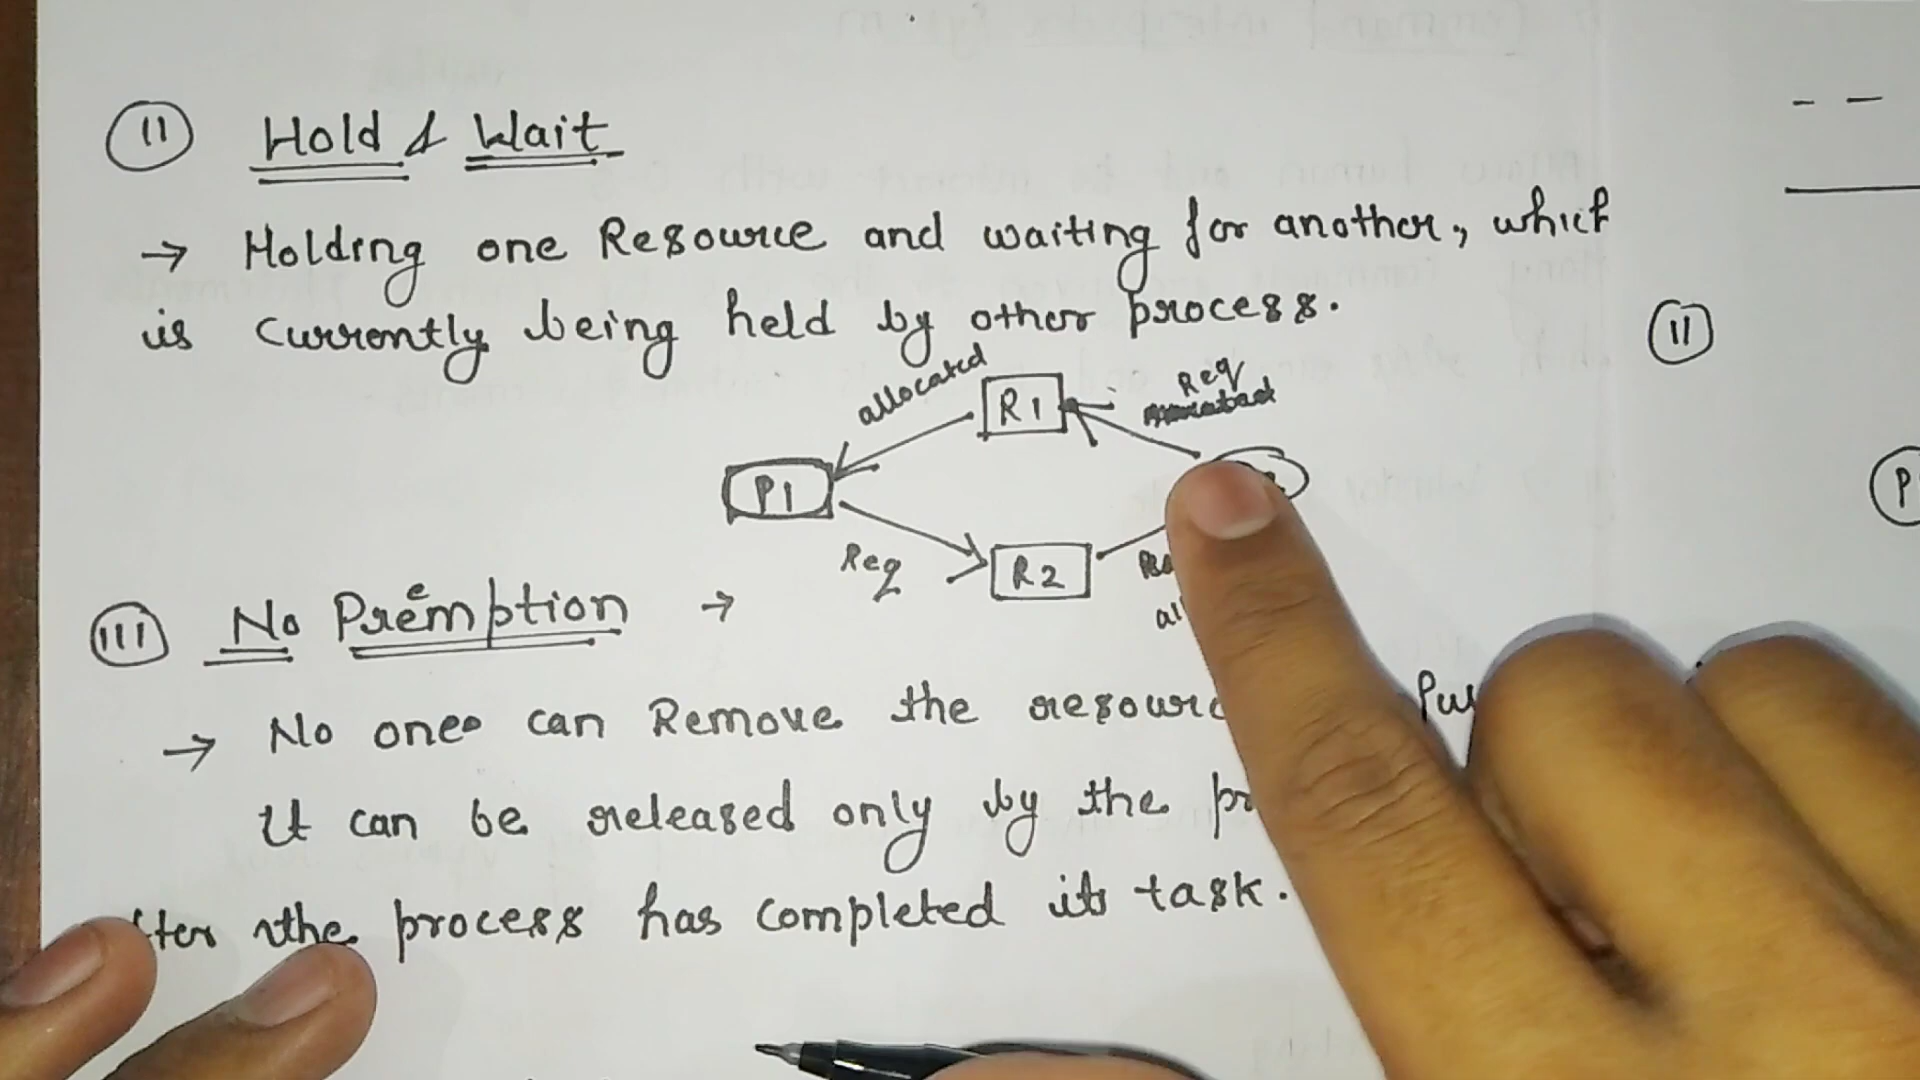 II Hold & Wait
→ Holding one Resource and waiting for another, which
is currently being held by other process.
allocated
R1
Req
P1
Req
R2
III No Preemption →
→ No one can Remove the
It can be released only by the
the process has completed its task.
II